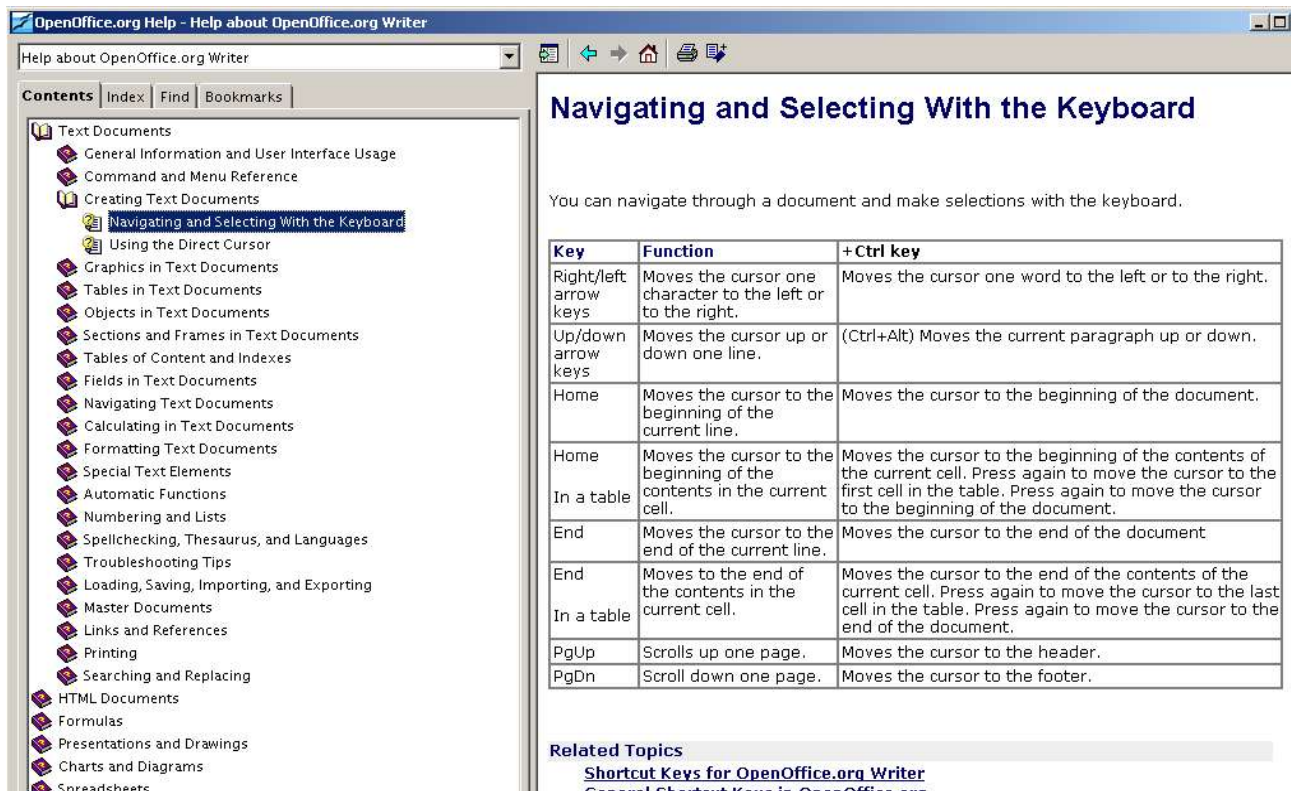 OpenOffice.org Help - Help about OpenOffice.org Writer
Help about OpenOffice.org Writer
Contents Index Find Bookmarks
Text Documents
General Information and User Interface Usage
Command and Menu Reference
Creating Text Documents
Navigating and Selecting With the Keyboard
Using the Direct Cursor
Graphics in Text Documents
Tables in Text Documents
Objects in Text Documents
Sections and Frames in Text Documents
Tables of Content and Indexes
Fields in Text Documents
Navigating Text Documents
Calculating in Text Documents
Formatting Text Documents
Special Text Elements
Automatic Functions
Numbering and Lists
Spellchecking, Thesaurus, and Languages
Troubleshooting Tips
Loading, Saving, Importing, and Exporting
Master Documents
Links and References
Printing
Searching and Replacing
HTML Documents
Formulas
Presentations and Drawings
Charts and Diagrams
Spreadsheets
Navigating and Selecting With the Keyboard
You can navigate through a document and make selections with the keyboard.
Key Function +Ctrl key
Right/left Moves the cursor one Moves the cursor one word to the left or to the right.
arrow character to the left or
keys to the right.
Up/down Moves the cursor up or (Ctrl+Alt) Moves the current paragraph up or down.
arrow down one line.
keys
Home Moves the cursor to the Moves the cursor to the beginning of the document.
beginning of the
current line.
Home Moves the cursor to the Moves the cursor to the beginning of the contents of
beginning of the the current cell. Press again to move the cursor to the
In a table contents in the current first cell in the table. Press again to move the cursor
cell. to the beginning of the document.
End Moves the cursor to the Moves the cursor to the end of the document
end of the current line.
End Moves to the end of Moves the cursor to the end of the contents of the
the contents in the current cell. Press again to move the cursor to the last
In a table current cell. cell in the table. Press again to move the cursor to the
end of the document.
PgUp Scrolls up one page. Moves the cursor to the header.
PgDn Scroll down one page. Moves the cursor to the footer.
Related Topics
Shortcut Keys for OpenOffice.org Writer
General Shortcut Keys in OpenOffice.org